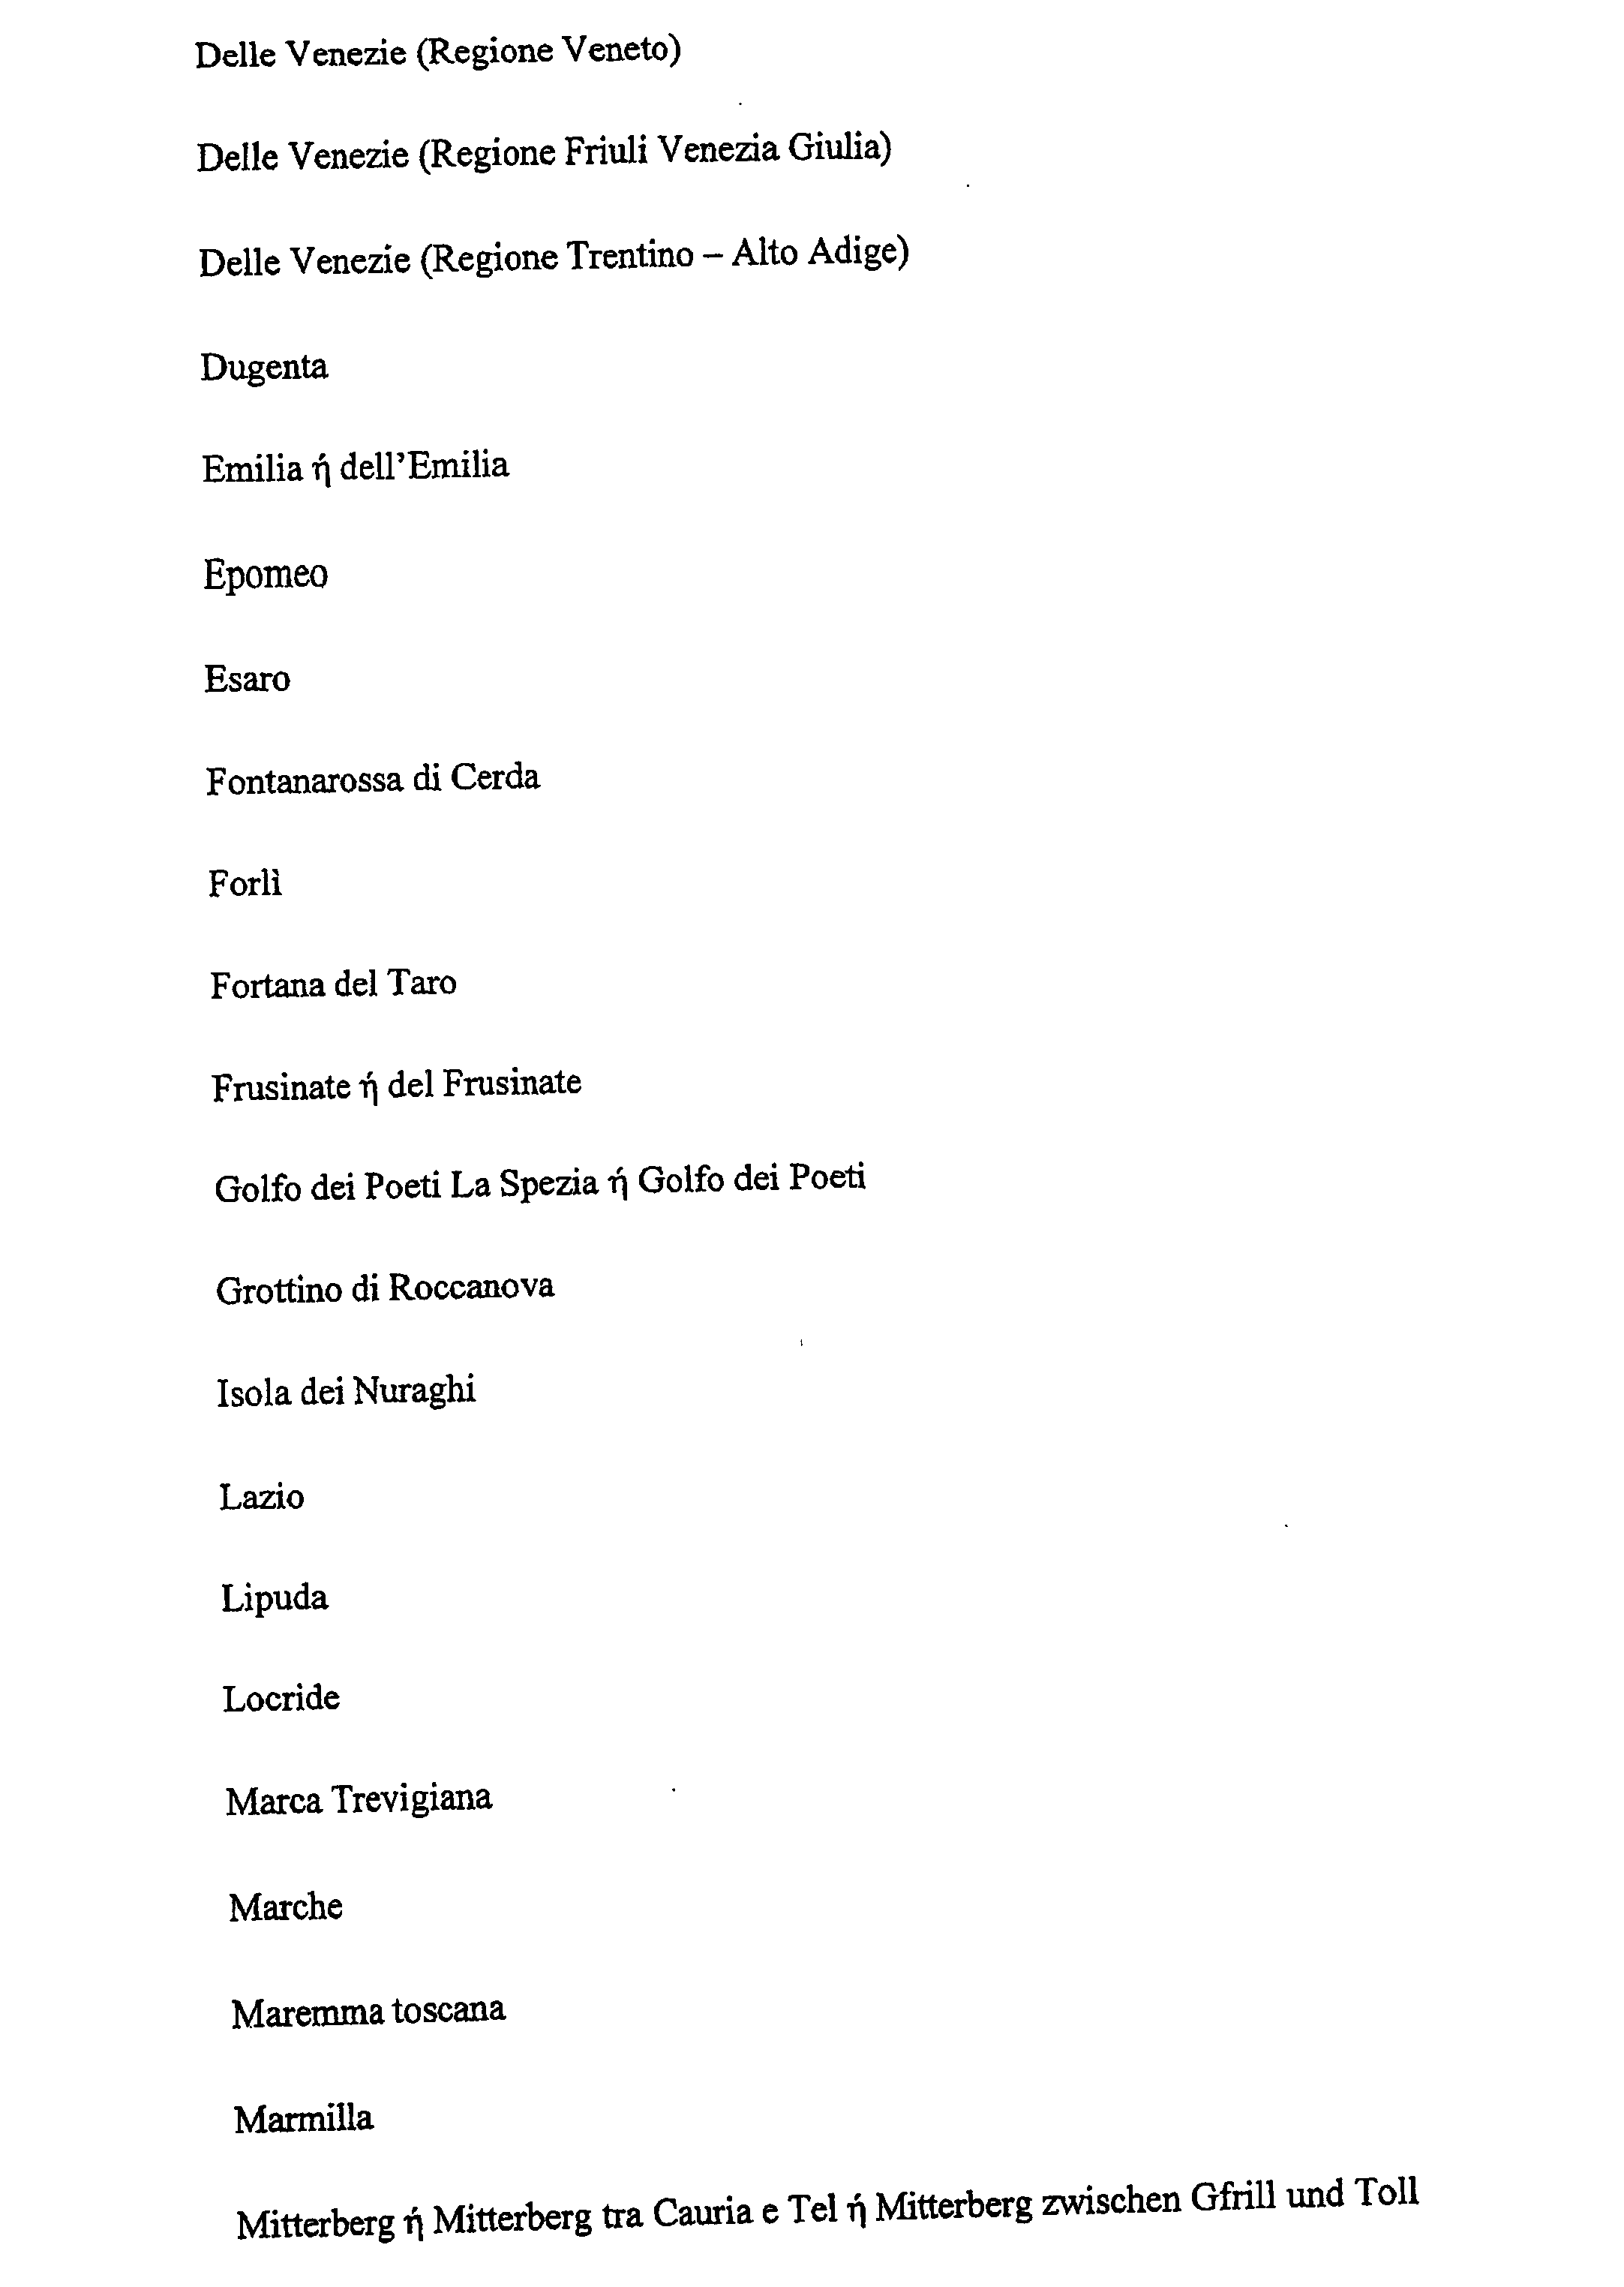 Delle Venezie (Regione Veneto)
Delle Venezie (Regione Friuli Venezia Giulia)
Delle Venezie (Regione Trentino – Alto Adige)
Dugenta
Emilia ή dell’Emilia
Epomeo
Esaro
Fontanarossa di Cerda
Forlì
Fortana del Taro
Frusinate ή del Frusinate
Golfo dei Poeti La Spezia ή Golfo dei Poeti
Grottino di Roccanova
Isola dei Nuraghi
Lazio
Lipuda
Locride
Marca Trevigiana
Marche
Maremma toscana
Marmilla
Mitterberg ή Mitterberg tra Cauria e Tel ή Mitterberg zwischen Gfrill und Toll